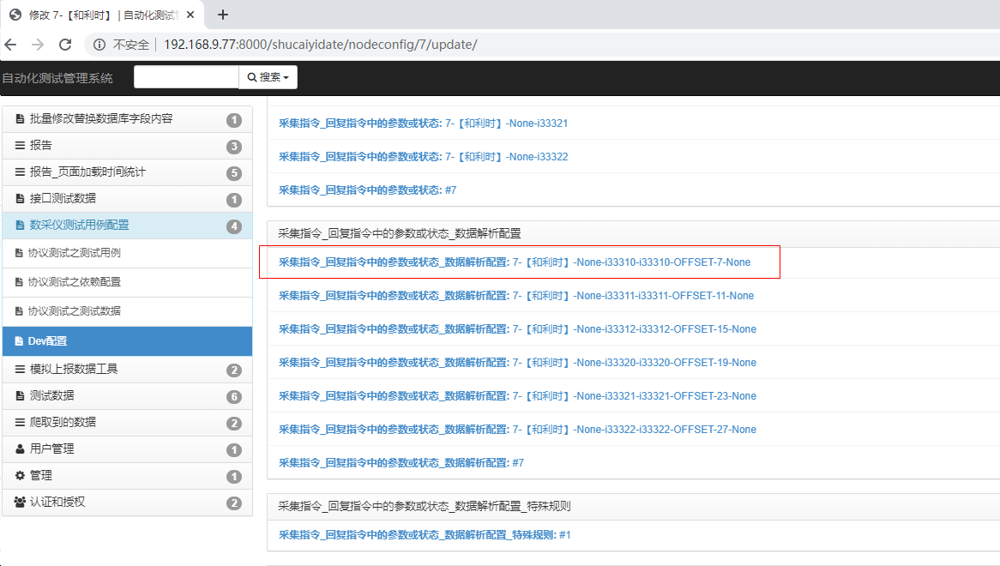 修改 7-【和利时】 | 自动化测试
不安全 | 192.168.9.77:8000/shucaiyidate/nodeconfig/7/update/
自动化测试管理系统
搜索
批量修改替换数据库字段内容 1
报告 3
报告_页面加载时间统计 5
接口测试数据 1
数采仪测试用例配置 4
协议测试之测试用例
协议测试之依赖配置
协议测试之测试数据
Dev配置
模拟上报数据工具 2
测试数据 6
爬取到的数据 2
用户管理 1
管理 1
认证和授权 2
采集指令_回复指令中的参数或状态: 7-【和利时】-None-i33321
采集指令_回复指令中的参数或状态: 7-【和利时】-None-i33322
采集指令_回复指令中的参数或状态: #7
采集指令_回复指令中的参数或状态_数据解析配置
采集指令_回复指令中的参数或状态_数据解析配置: 7-【和利时】-None-i33310-i33310-OFFSET-7-None
采集指令_回复指令中的参数或状态_数据解析配置: 7-【和利时】-None-i33311-i33311-OFFSET-11-None
采集指令_回复指令中的参数或状态_数据解析配置: 7-【和利时】-None-i33312-i33312-OFFSET-15-None
采集指令_回复指令中的参数或状态_数据解析配置: 7-【和利时】-None-i33320-i33320-OFFSET-19-None
采集指令_回复指令中的参数或状态_数据解析配置: 7-【和利时】-None-i33321-i33321-OFFSET-23-None
采集指令_回复指令中的参数或状态_数据解析配置: 7-【和利时】-None-i33322-i33322-OFFSET-27-None
采集指令_回复指令中的参数或状态_数据解析配置: #7
采集指令_回复指令中的参数或状态_数据解析配置_特殊规则
采集指令_回复指令中的参数或状态_数据解析配置_特殊规则: #1